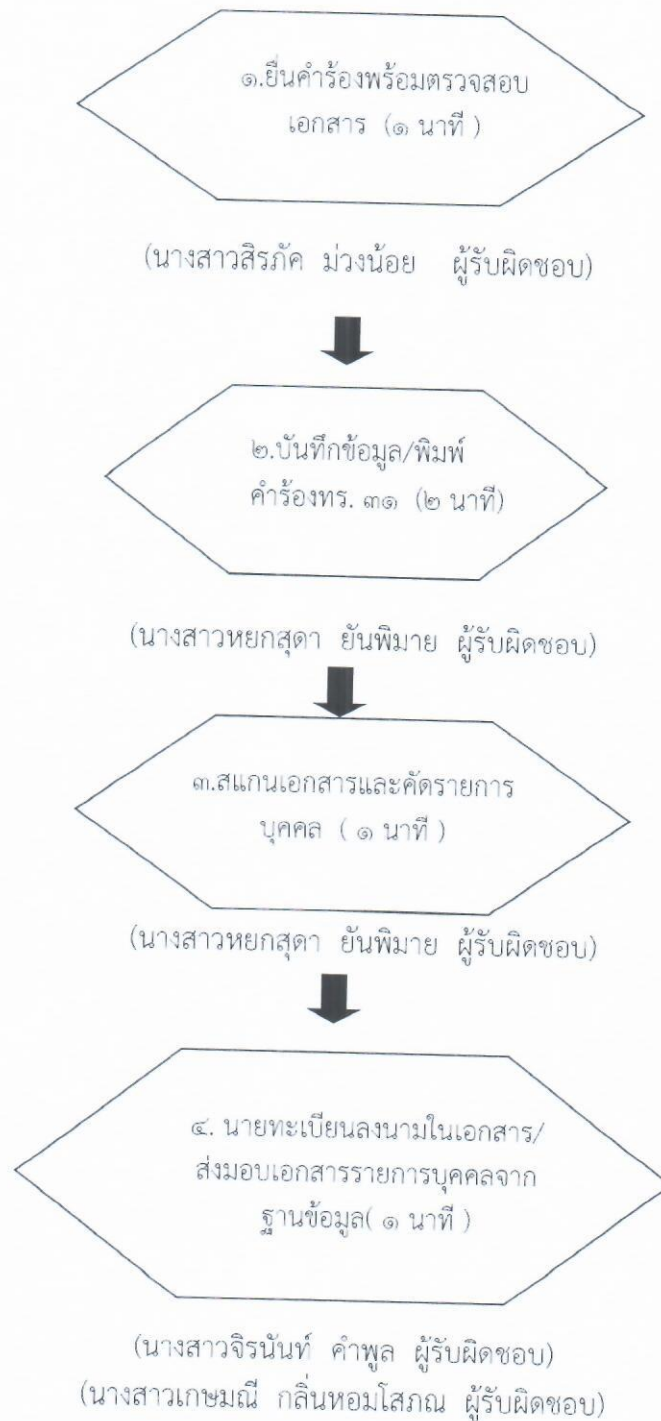 ๑.ยื่นคำร้องพร้อมตรวจสอบ
เอกสาร (๑ นาที )
(นางสาวสิรภัค ม่วงน้อย ผู้รับผิดชอบ)
๒.บันทึกข้อมูล/พิมพ์
คำร้องทร. ๓๑ (๒ นาที)
(นางสาวหยกสุดา ยันพิมาย ผู้รับผิดชอบ)
๓.สแกนเอกสารและคัดรายการ
บุคคล ( ๑ นาที )
(นางสาวหยกสุดา ยันพิมาย ผู้รับผิดชอบ)
๔. นายทะเบียนลงนามในเอกสาร/
ส่งมอบเอกสารรายการบุคคลจาก
ฐานข้อมูล( ๑ นาที )
(นางสาวจิรนันท์ คำพูล ผู้รับผิดชอบ)
(นางสาวเกษมณี กลิ่นหอมโสภณ ผู้รับผิดชอบ)